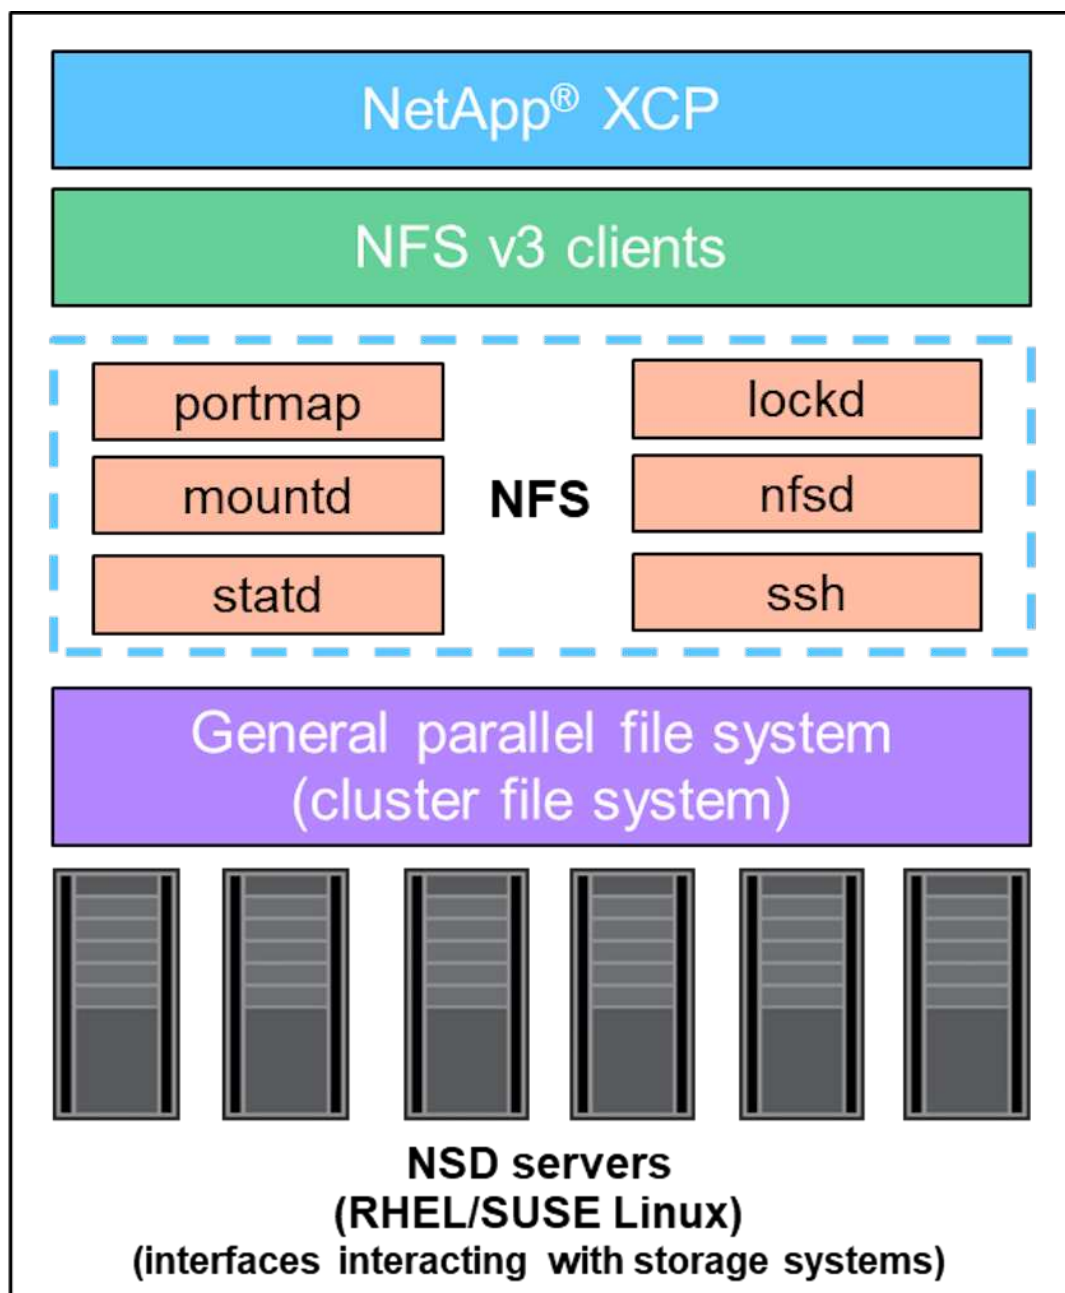 NetApp® XCP
NFS v3 clients
portmap
lockd
mountd
NFS
nfsd
statd
ssh
General parallel file system
(cluster file system)
NSD servers
(RHEL/SUSE Linux)
(interfaces interacting with storage systems)